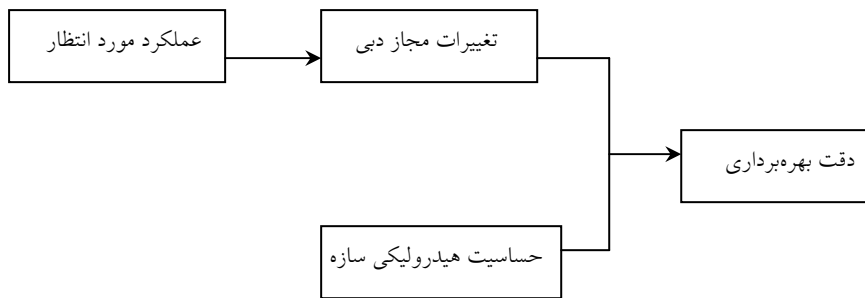 عملکرد مورد انتظار
تغییرات مجاز دبی
دقت بهره‌برداری
حساسیت هیدرولیکی سازه